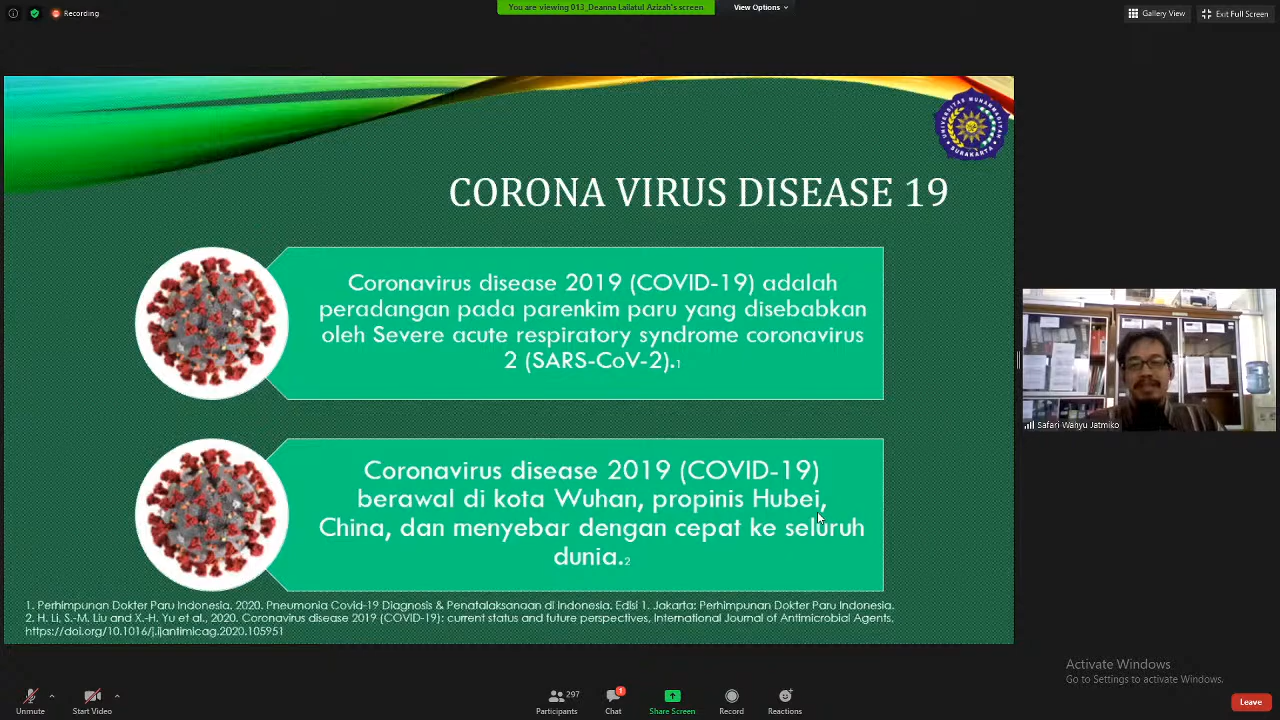 Recording
You are viewing 013_Deanna Lailatul Azizah's screen
View Options
Gallery View
Exit Full Screen
UNIVERSITAS MUHAMMADIYAH
SURAKARTA
CORONA VIRUS DISEASE 19
Coronavirus disease 2019 (COVID-19) adalah
peradangan pada parenkim paru yang disebabkan
oleh Severe acute respiratory syndrome coronavirus
2 (SARS-CoV-2).1
Coronavirus disease 2019 (COVID-19)
berawal di kota Wuhan, propinis Hubei,
China, dan menyebar dengan cepat ke seluruh
dunia.2
1. Perhimpunan Dokter Paru Indonesia. 2020. Pneumonia Covid-19 Diagnosis & Penatalaksanaan di Indonesia. Edisi 1. Jakarta: Perhimpunan Dokter Paru Indonesia.
2. H. Li, S.-M. Liu and X.-H. Yu et al., 2020. Coronavirus disease 2019 (COVID-19): current status and future perspectives, International Journal of Antimicrobial Agents.
https://doi.org/10.1016/j.ijantimicag.2020.105951
Safari Wahyu Jatmiko
Activate Windows
Go to Settings to activate Windows.
Unmute
Start Video
297
Participants
1
Chat
Share Screen
Record
Reactions
Leave